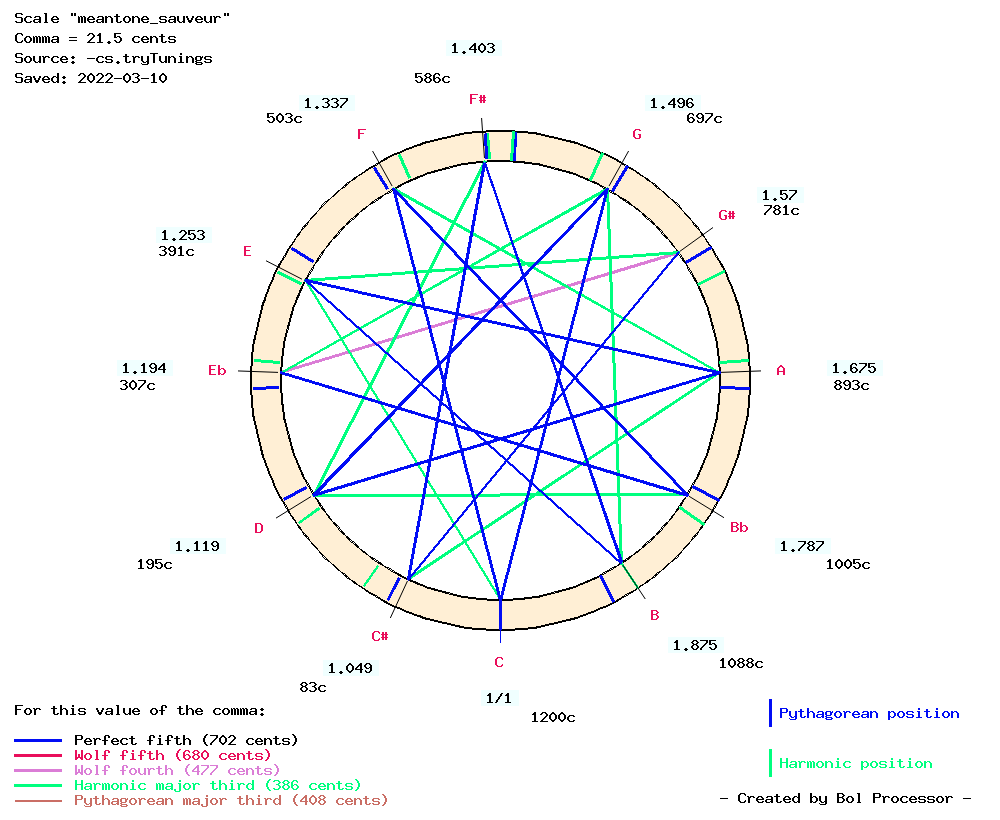 Scale "meantone_sauveur"
Comma = 21.5 cents
Source: -cs.tryTunings
Saved: 2022-03-10
1.403
586c
F#
1.337
503c
F
1.496
697c
G
1.57
781c
G#
1.253
391c
E
1.194
307c
Eb
A
1.675
893c
D
1.119
195c
Bb
1.787
1005c
C#
1.049
83c
B
1.875
1088c
C
1/1
1200c
For this value of the comma:
Perfect fifth (702 cents)
Wolf fifth (680 cents)
Wolf fourth (477 cents)
Harmonic major third (386 cents)
Pythagorean major third (408 cents)
Pythagorean position
Harmonic position
- Created by Bol Processor -